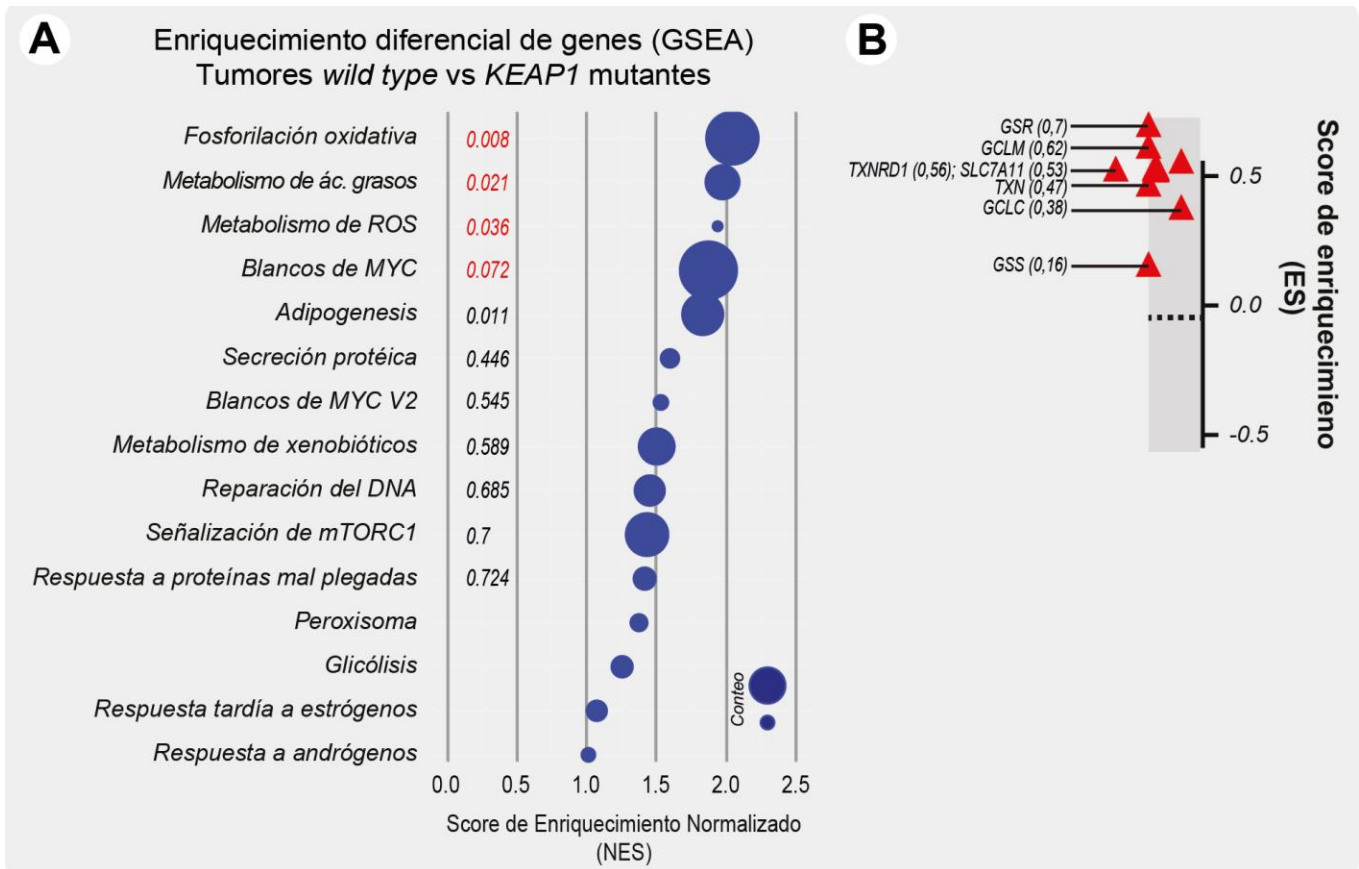 A
Enriquecimiento diferencial de genes (GSEA)
Tumores wild type vs KEAP1 mutantes
Fosforilación oxidativa 0.008
Metabolismo de ác. grasos 0.021
Metabolismo de ROS 0.036
Blancos de MYC 0.072
Adipogenesis 0.011
Secreción protéica 0.446
Blancos de MYC V2 0.545
Metabolismo de xenobióticos 0.589
Reparación del DNA 0.685
Señalización de mTORC1 0.7
Respuesta a proteínas mal plegadas 0.724
Peroxisoma
Glicólisis
Respuesta tardía a estrógenos
Respuesta a andrógenos
Conteo
0.0 0.5 1.0 1.5 2.0 2.5
Score de Enriquecimiento Normalizado
(NES)
B
GSR (0,7)
GCLM (0,62)
TXNRD1 (0,56); SLC7A11 (0,53)
TXN (0,47)
GCLC (0,38)
GSS (0,16)
0.5
0.0
-0.5
Score de enriquecimieno
(ES)